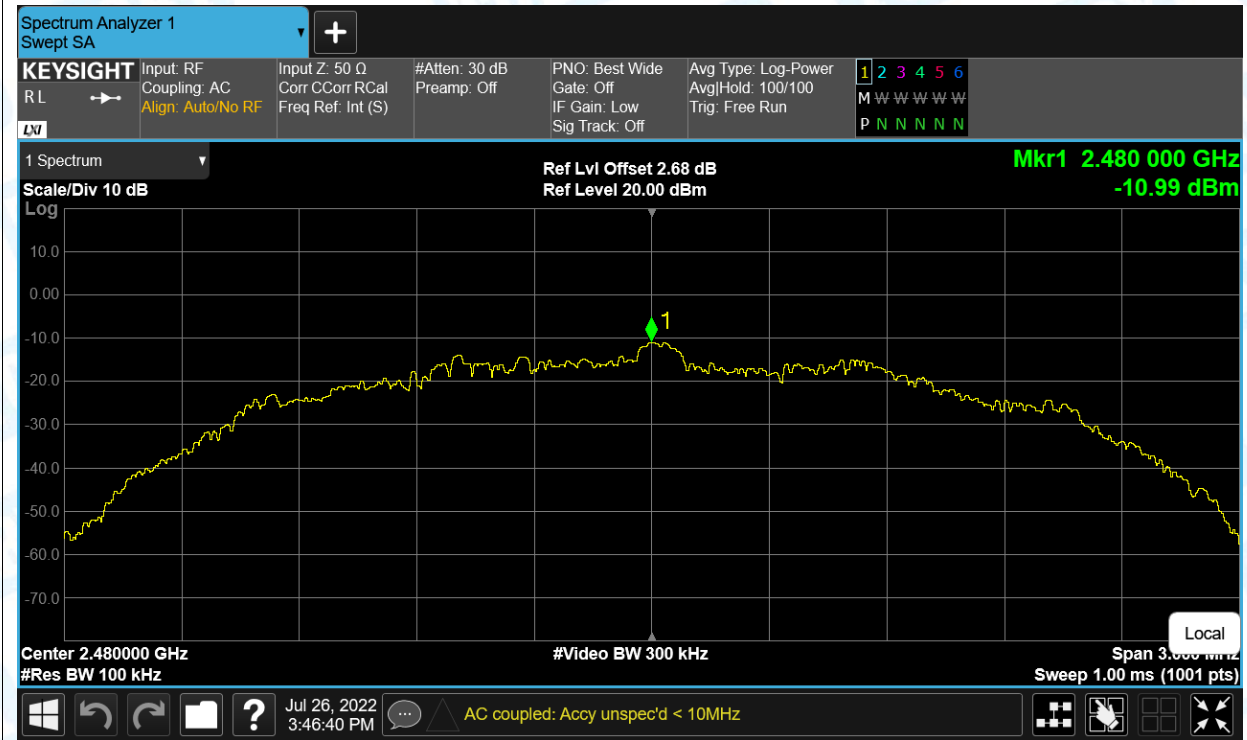 Spectrum Analyzer 1
Swept SA
KEYSIGHT
R L
LXI
Input: RF
Coupling: AC
Align: Auto/No RF
Input Z: 50 Ω
Corr CCorr RCal
Freq Ref: Int (S)
#Atten: 30 dB
Preamp: Off
PNO: Best Wide
Gate: Off
IF Gain: Low
Sig Track: Off
Avg Type: Log-Power
Avg|Hold: 100/100
Trig: Free Run
1 2 3 4 5 6
M W W W W W
P N N N N N
1 Spectrum
Scale/Div 10 dB
Log
Ref Lvl Offset 2.68 dB
Ref Level 20.00 dBm
Mkr1 2.480 000 GHz
-10.99 dBm
10.0
0.00
-10.0
-20.0
-30.0
-40.0
-50.0
-60.0
-70.0
1
Center 2.480000 GHz
#Res BW 100 kHz
#Video BW 300 kHz
Local
Span 3.000 MHz
Sweep 1.00 ms (1001 pts)
?
Jul 26, 2022
3:46:40 PM
AC coupled: Accy unspec'd < 10MHz